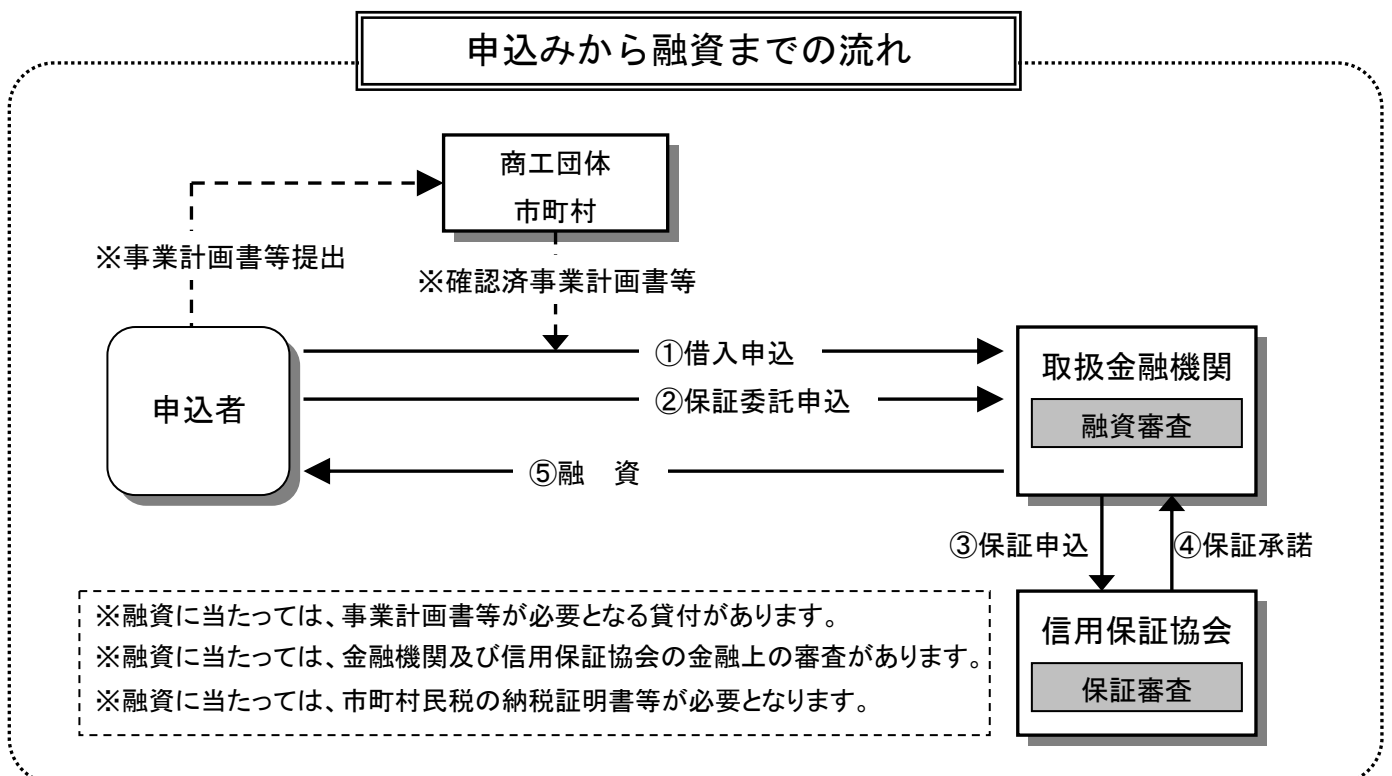 申込みから融資までの流れ
商工団体
市町村
※事業計画書等提出
※確認済事業計画書等
申込者
①借入申込
②保証委託申込
⑤融　資
取扱金融機関
融資審査
③保証申込
④保証承諾
信用保証協会
保証審査
※融資に当たっては、事業計画書等が必要となる貸付があります。
※融資に当たっては、金融機関及び信用保証協会の金融上の審査があります。
※融資に当たっては、市町村民税の納税証明書等が必要となります。